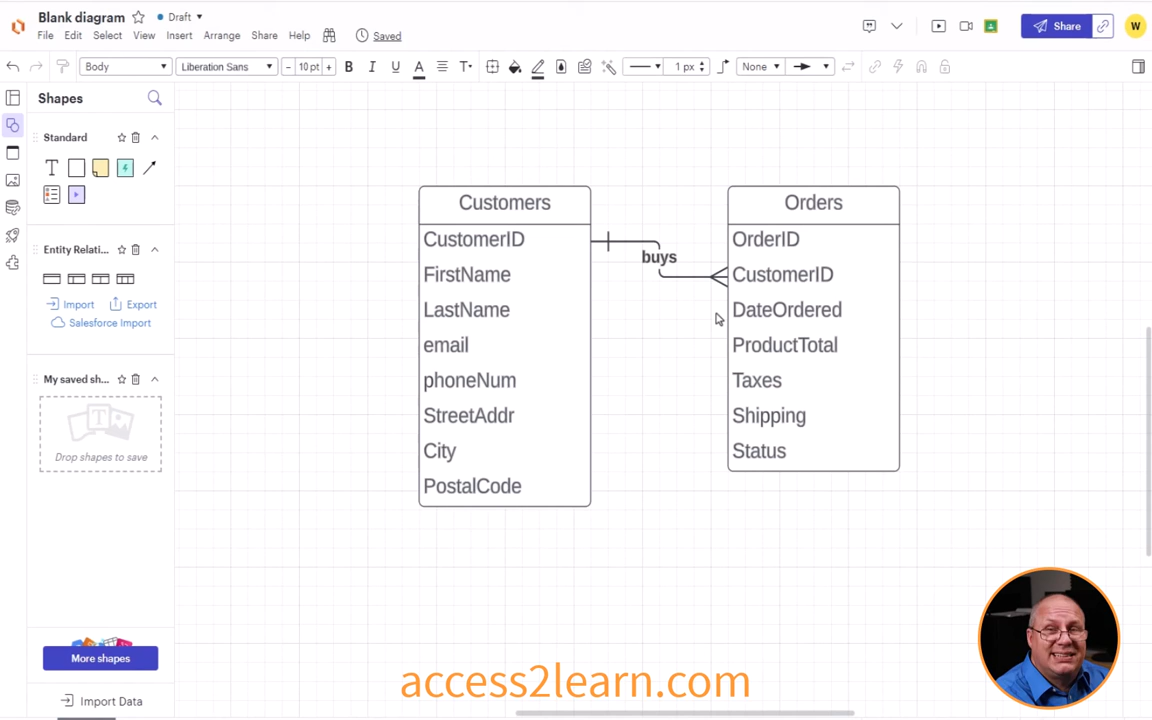 Blank diagram
Draft
File Edit Select View Insert Arrange Share Help
Saved
Share
W
Body
Liberation Sans
10 pt
B I U A T
1 px
None
Shapes
Standard
T
Entity Relati...
Import
Export
Salesforce Import
My saved sh...
T
Drop shapes to save
More shapes
Import Data
Customers
CustomerID
FirstName
LastName
email
phoneNum
StreetAddr
City
PostalCode
buys
Orders
OrderID
CustomerID
DateOrdered
ProductTotal
Taxes
Shipping
Status
access2learn.com